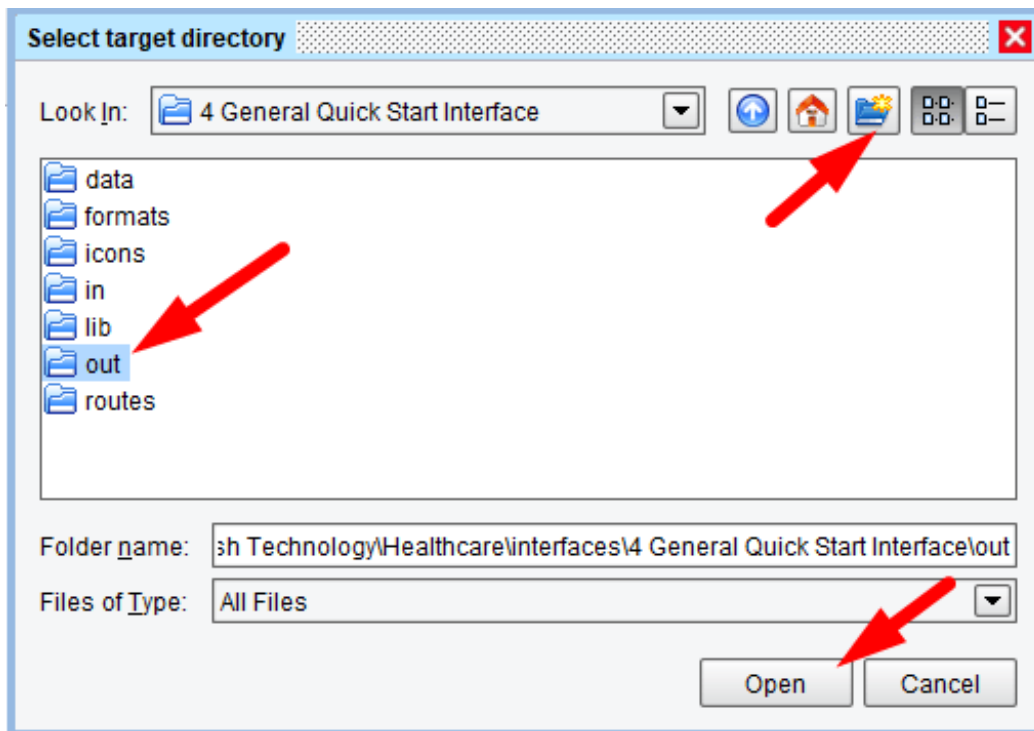 Select target directory
Look In: 4 General Quick Start Interface
data
formats
icons
in
lib
out
routes
Folder name: sh Technology\Healthcare\interfaces\4 General Quick Start Interface\out
Files of Type: All Files
Open Cancel